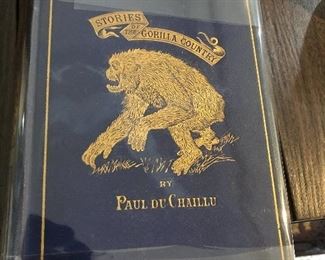 STORIES
OF THE GORILLA COUNTRY
BY
PAUL DU CHAILLU